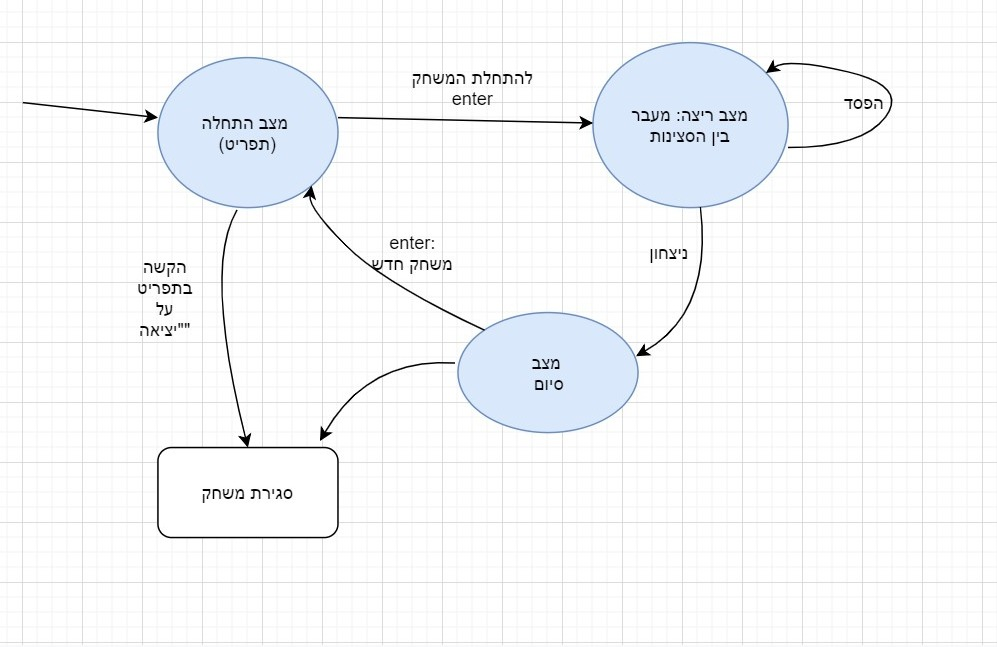 להתחלת המשחק
enter
מצב התחלה
(תפריט)
מצב ריצה: מעבר
בין הסצינות
הפסד
enter:
משחק חדש
ניצחון
הקשה
בתפריט
על
""יציאה
מצב
סיום
סגירת משחק